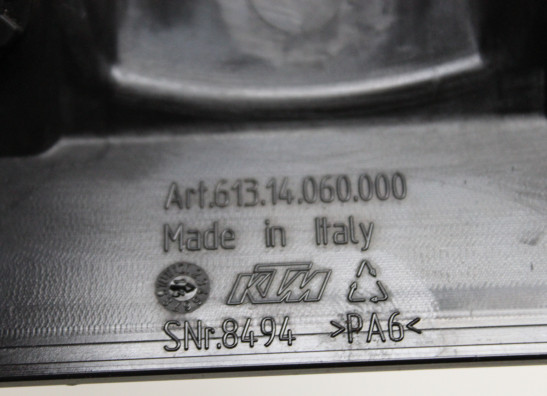 Art.613.14.060.000
Made in Italy
KTM
SNr.8494 >PA6<